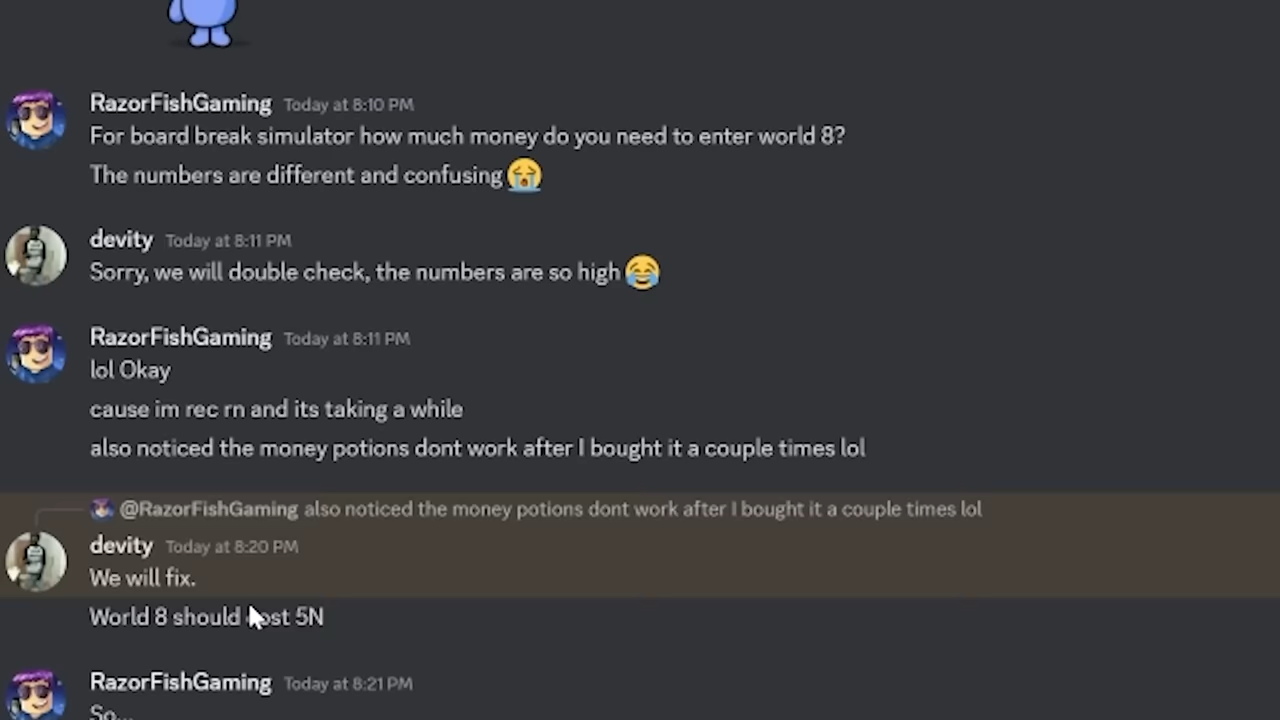 RazorFishGaming Today at 8:10 PM
For board break simulator how much money do you need to enter world 8?
The numbers are different and confusing 😭
devity Today at 8:11 PM
Sorry, we will double check, the numbers are so high 😂
RazorFishGaming Today at 8:11 PM
lol Okay
cause im rec rn and its taking a while
also noticed the money potions dont work after I bought it a couple times lol
@RazorFishGaming also noticed the money potions dont work after I bought it a couple times lol
devity Today at 8:20 PM
We will fix.
World 8 should cost 5N
RazorFishGaming Today at 8:21 PM
So...